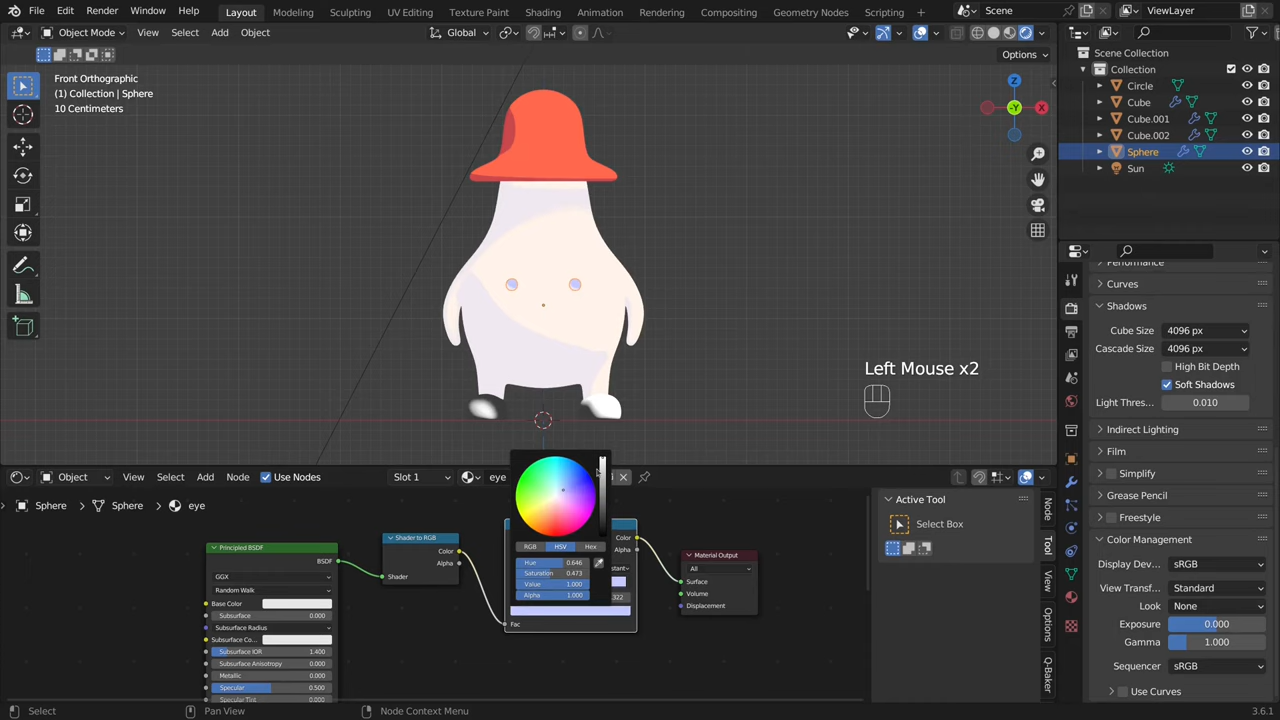 File Edit Render Window Help
Layout Modeling Sculpting UV Editing Texture Paint Shading Animation Rendering Compositing Geometry Nodes Scripting
Scene ViewLayer
Object Mode View Select Add Object Global
Options
Front Orthographic
(1) Collection | Sphere
10 Centimeters
Z
-Y
X
Left Mouse x2
Scene Collection
Collection
Circle
Cube
Cube.001
Cube.002
Sphere
Sun
Performance
Curves
Shadows
Cube Size 4096 px
Cascade Size 4096 px
High Bit Depth
Soft Shadows
Light Thres... 0.010
Indirect Lighting
Film
Simplify
Grease Pencil
Freestyle
Color Management
Display Dev... sRGB
View Transf... Standard
Look None
Exposure 0.000
Gamma 1.000
Sequencer sRGB
Use Curves
Object View Select Add Node Use Nodes Slot 1 eye
Sphere Sphere eye
Principled BSDF
BSDF
GGX
Random Walk
Base Color
Subsurface 0.000
Subsurface Radius
Subsurface Co...
Subsurface IOR 1.400
Subsurface Anisotropy 0.000
Metallic 0.000
Specular 0.500
Specular Tint 0.000
Shader to RGB
Color
Alpha
Shader
RGB HSV Hex
Hue 0.646
Saturation 0.473
Value 1.000
Alpha 1.000
Color
Alpha
Fac
Material Output
All
Surface
Volume
Displacement
Active Tool
Select Box
Node
Tool
View
Options
Q-Baker
Select Pan View Node Context Menu 3.6.1